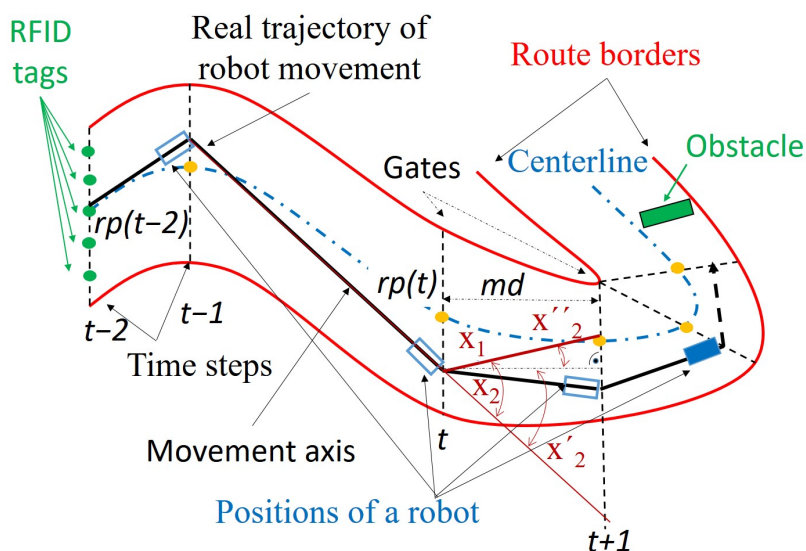 RFID
tags
Real trajectory of
robot movement
Route borders
Gates
Centerline
Obstacle
rp(t−2)
rp(t)
md
t−2
t−1
Time steps
x₁
x′′₂
x₂
x′₂
t
Movement axis
Positions of a robot
t+1